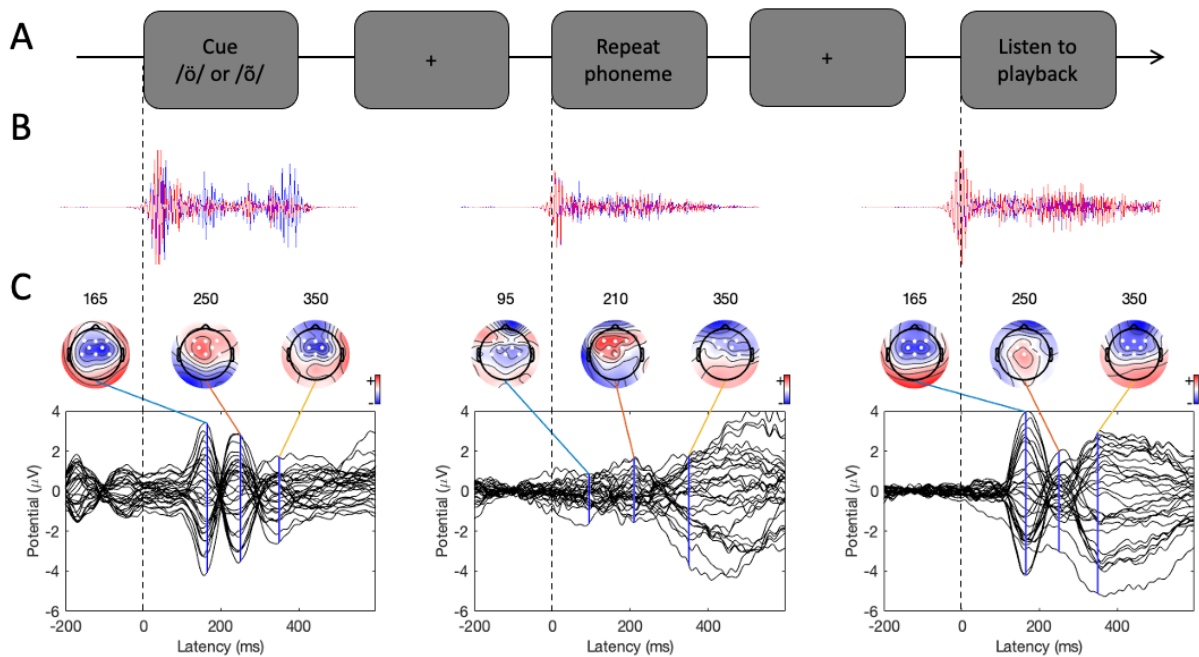 A
Cue
/ö/ or /õ/
+
Repeat
phoneme
+
Listen to
playback
B
C
165 250 350
95 210 350
165 250 350
+
-
+
-
+
-
Potential (µV)
4
2
0
-2
-4
-6
-200 0 200 400
Latency (ms)
Potential (µV)
4
2
0
-2
-4
-6
-200 0 200 400
Latency (ms)
Potential (µV)
4
2
0
-2
-4
-6
-200 0 200 400
Latency (ms)